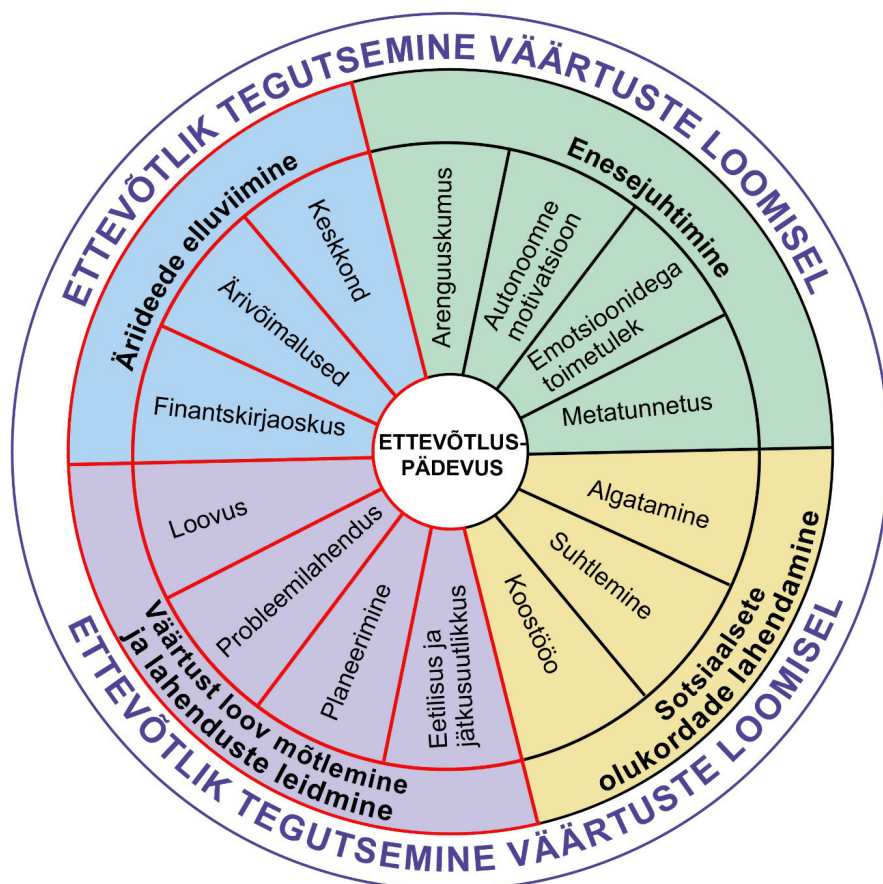 ETTEVÕTLIK TEGUTSEMINE VÄÄRTUSTE LOOMISEL
Enesejuhtimine
Arenguuskumus
Autonoomne
motivatsioon
Emotsioonidega
toimetulek
Metatunnetus
Sotsiaalsete
olukordade lahendamine
Algatamine
Suhtlemine
Koostööo
Väärtust loov mõtlemine
ja lahenduste leidmine
Eetilisus ja
jätkusuutlikkus
Planeerimine
Probleemilahendus
Loovus
Äriideede elluviimine
Finantskirjaoskus
Ärivõimalused
Keskkond
ETTEVÕTLUS-
PÄDEVUS
ETTEVÕTLIK TEGUTSEMINE VÄÄRTUSTE LOOMISEL